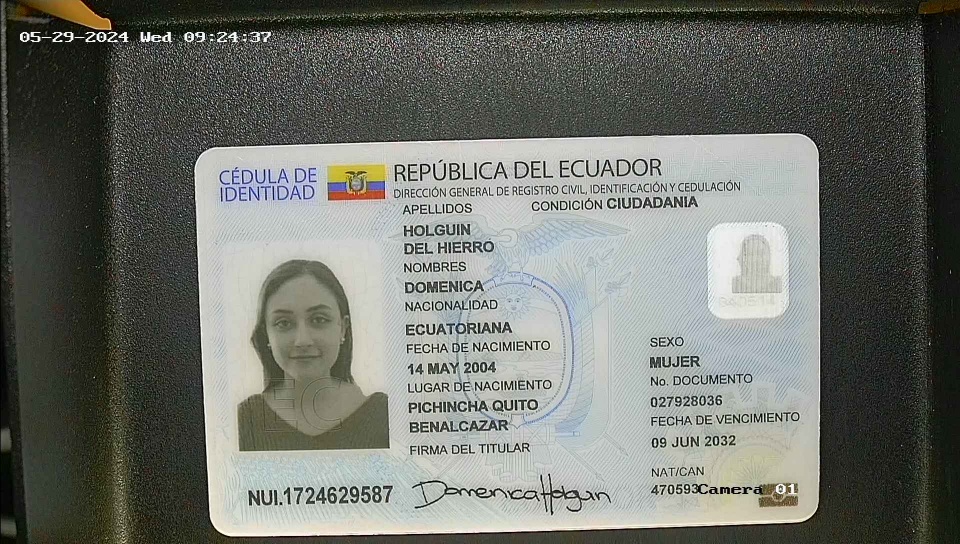 05-29-2024 Wed 09:24:37
CÉDULA DE
IDENTIDAD
REPÚBLICA DEL ECUADOR
DIRECCIÓN GENERAL DE REGISTRO CIVIL, IDENTIFICACIÓN Y CEDULACIÓN
APELLIDOS
CONDICIÓN CIUDADANIA
HOLGUIN
DEL HIERRO
NOMBRES
DOMENICA
NACIONALIDAD
ECUATORIANA
FECHA DE NACIMIENTO
14 MAY 2004
LUGAR DE NACIMIENTO
PICHINCHA QUITO
BENALCAZAR
FIRMA DEL TITULAR
SEXO
MUJER
No. DOCUMENTO
027928036
FECHA DE VENCIMIENTO
09 JUN 2032
NAT/CAN
470593
Camera 01
EC
NUI.1724629587
Domenica Holguin